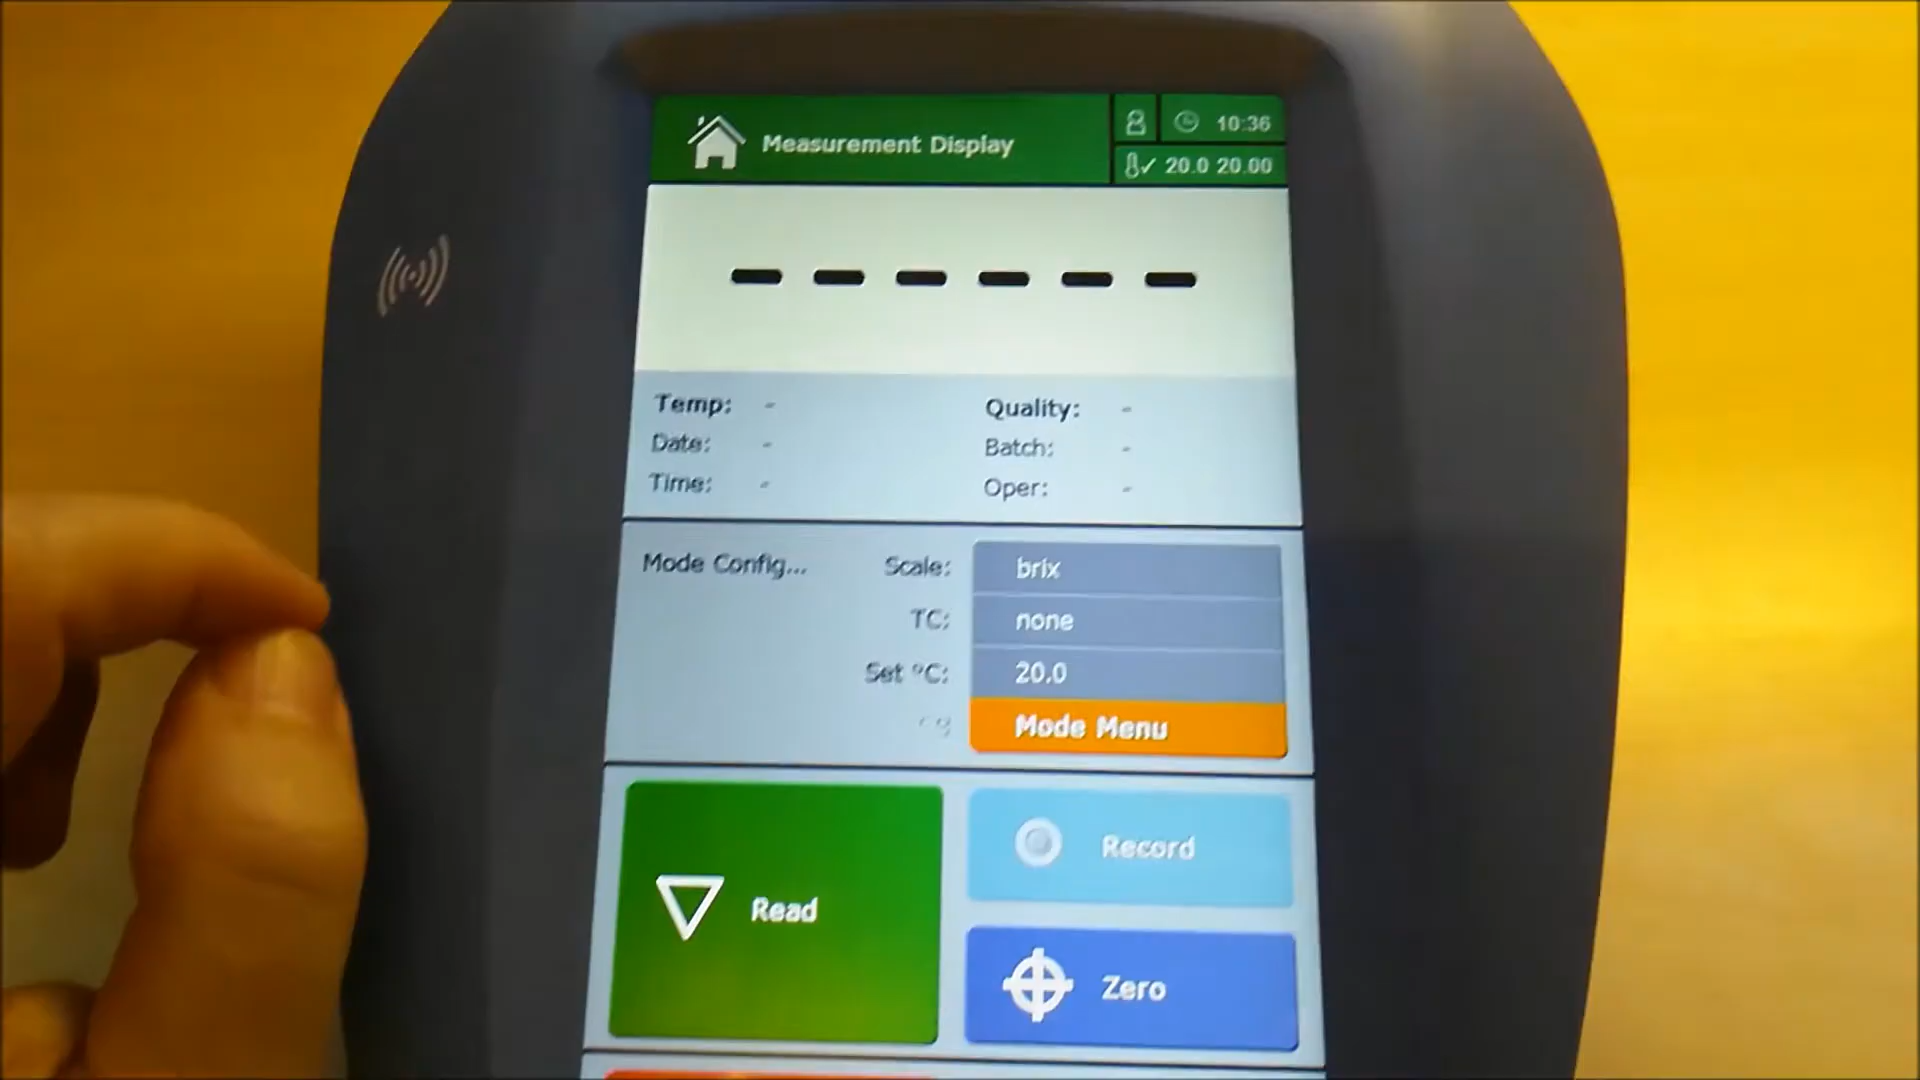 Measurement Display
10:36
20.0 20.00
------
Temp: -
Quality: -
Date: -
Batch: -
Time: -
Oper: -
Mode Config...
Scale: brix
TC: none
Set °C: 20.0
Mode Menu
Read
Record
Zero